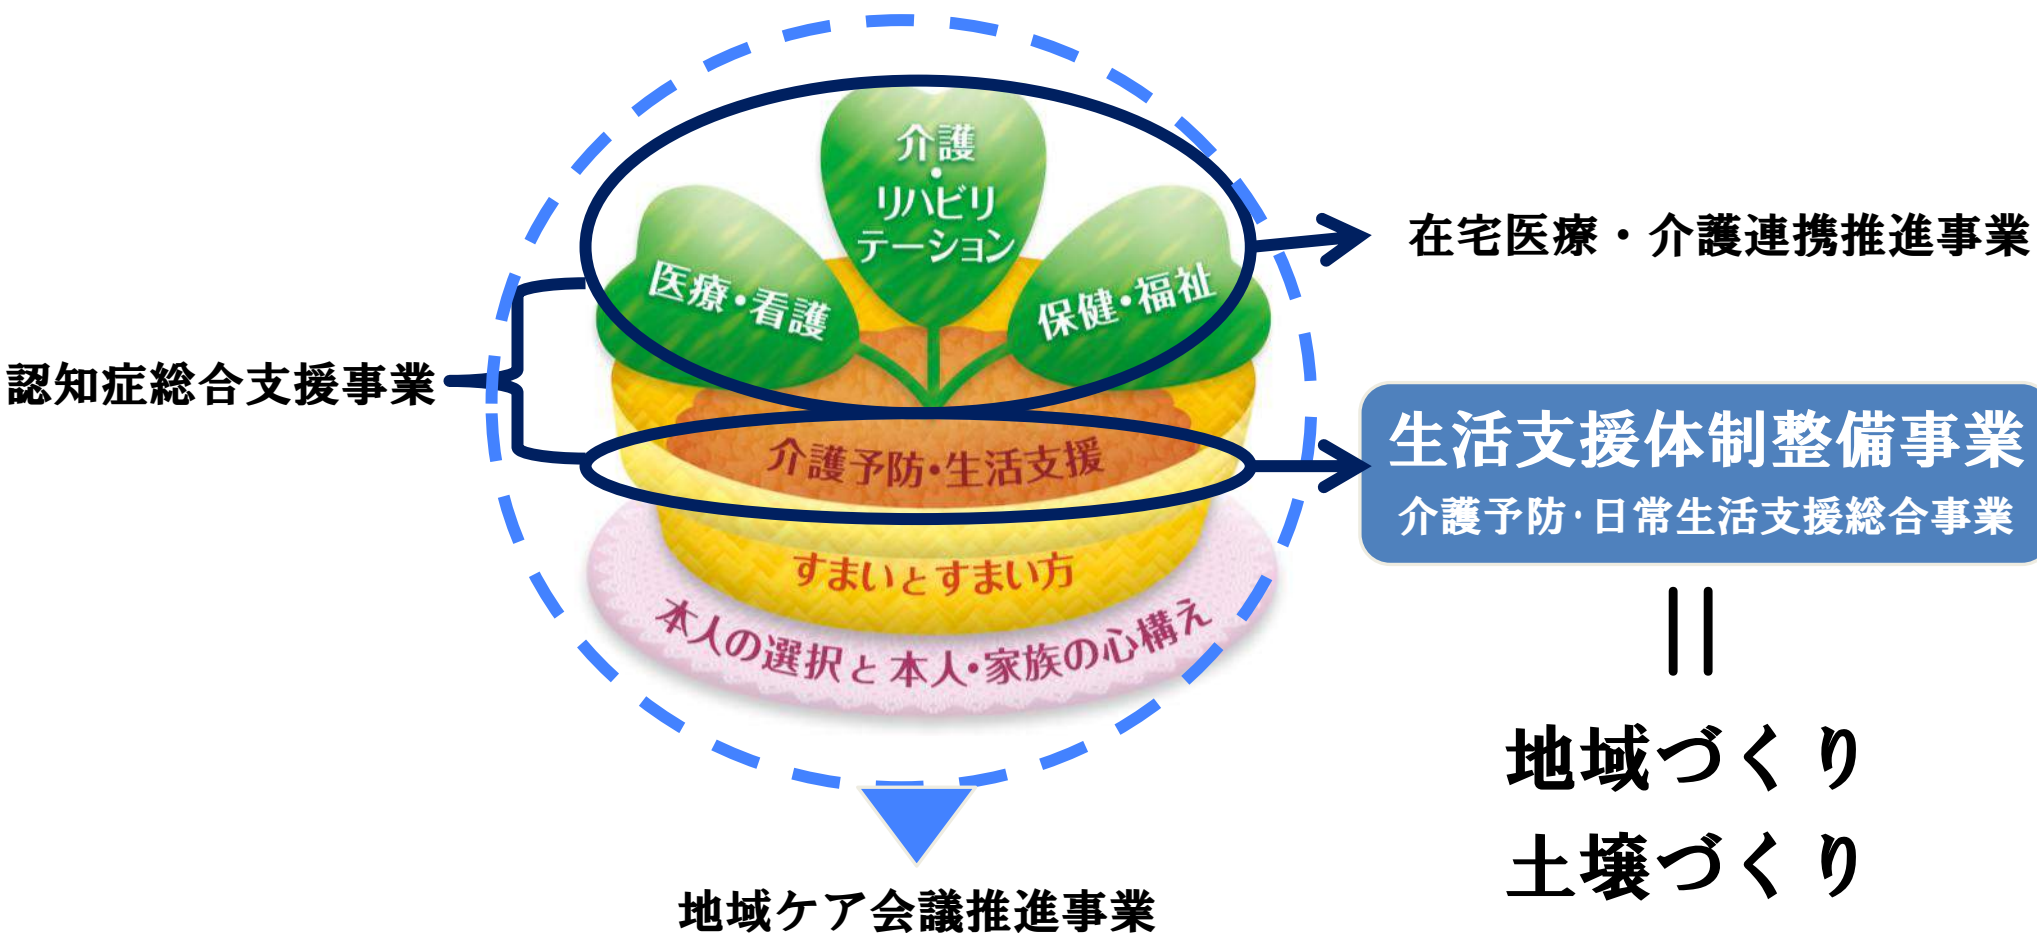 介護
・
リハビリ
テーション
医療・看護
保健・福祉
在宅医療・介護連携推進事業
認知症総合支援事業
介護予防・生活支援
生活支援体制整備事業
介護予防・日常生活支援総合事業
すまいとすまい方
本人の選択と本人・家族の心構え
||
地域づくり
土壌づくり
地域ケア会議推進事業